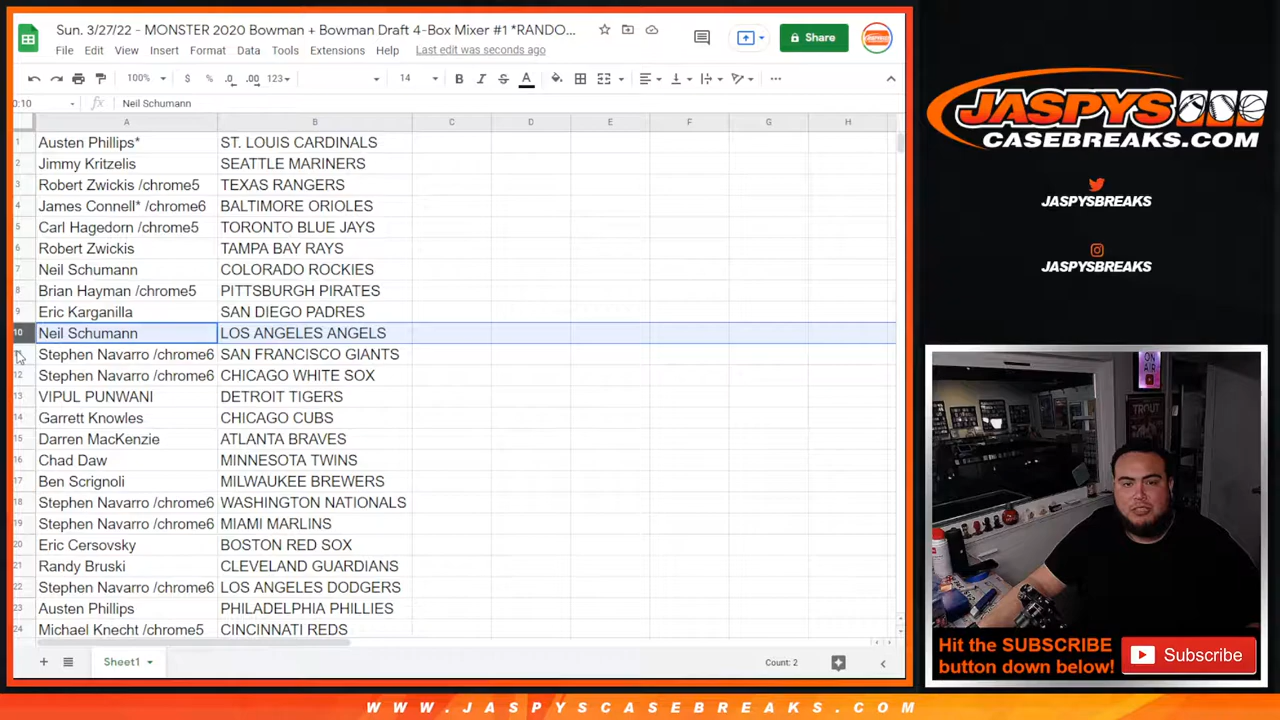 Sun. 3/27/22 - MONSTER 2020 Bowman + Bowman Draft 4-Box Mixer #1 *RANDO...
File Edit View Insert Format Data Tools Extensions Help Last edit was seconds ago
Share
100% $ % .0 .00 123 14 B I S A
0:10 fx Neil Schumann
A B C D E F G H
1 Austen Phillips* ST. LOUIS CARDINALS
2 Jimmy Kritzelis SEATTLE MARINERS
3 Robert Zwickis /chrome5 TEXAS RANGERS
4 James Connell* /chrome6 BALTIMORE ORIOLES
5 Carl Hagedorn /chrome5 TORONTO BLUE JAYS
6 Robert Zwickis TAMPA BAY RAYS
7 Neil Schumann COLORADO ROCKIES
8 Brian Hayman /chrome5 PITTSBURGH PIRATES
9 Eric Karganilla SAN DIEGO PADRES
10 Neil Schumann LOS ANGELES ANGELS
Stephen Navarro /chrome6 SAN FRANCISCO GIANTS
12 Stephen Navarro /chrome6 CHICAGO WHITE SOX
13 VIPUL PUNWANI DETROIT TIGERS
14 Garrett Knowles CHICAGO CUBS
15 Darren MacKenzie ATLANTA BRAVES
16 Chad Daw MINNESOTA TWINS
17 Ben Scrignoli MILWAUKEE BREWERS
18 Stephen Navarro /chrome6 WASHINGTON NATIONALS
19 Stephen Navarro /chrome6 MIAMI MARLINS
20 Eric Cersovsky BOSTON RED SOX
21 Randy Bruski CLEVELAND GUARDIANS
22 Stephen Navarro /chrome6 LOS ANGELES DODGERS
23 Austen Phillips PHILADELPHIA PHILLIES
24 Michael Knecht /chrome5 CINCINNATI REDS
Sheet1
Count: 2
JASPYS
CASEBREAKS.COM
JASPYSBREAKS
JASPYSBREAKS
ON AIR
TROUT
Hit the SUBSCRIBE
button down below!
Subscribe
WWW.JASPYSCASEBREAKS.COM